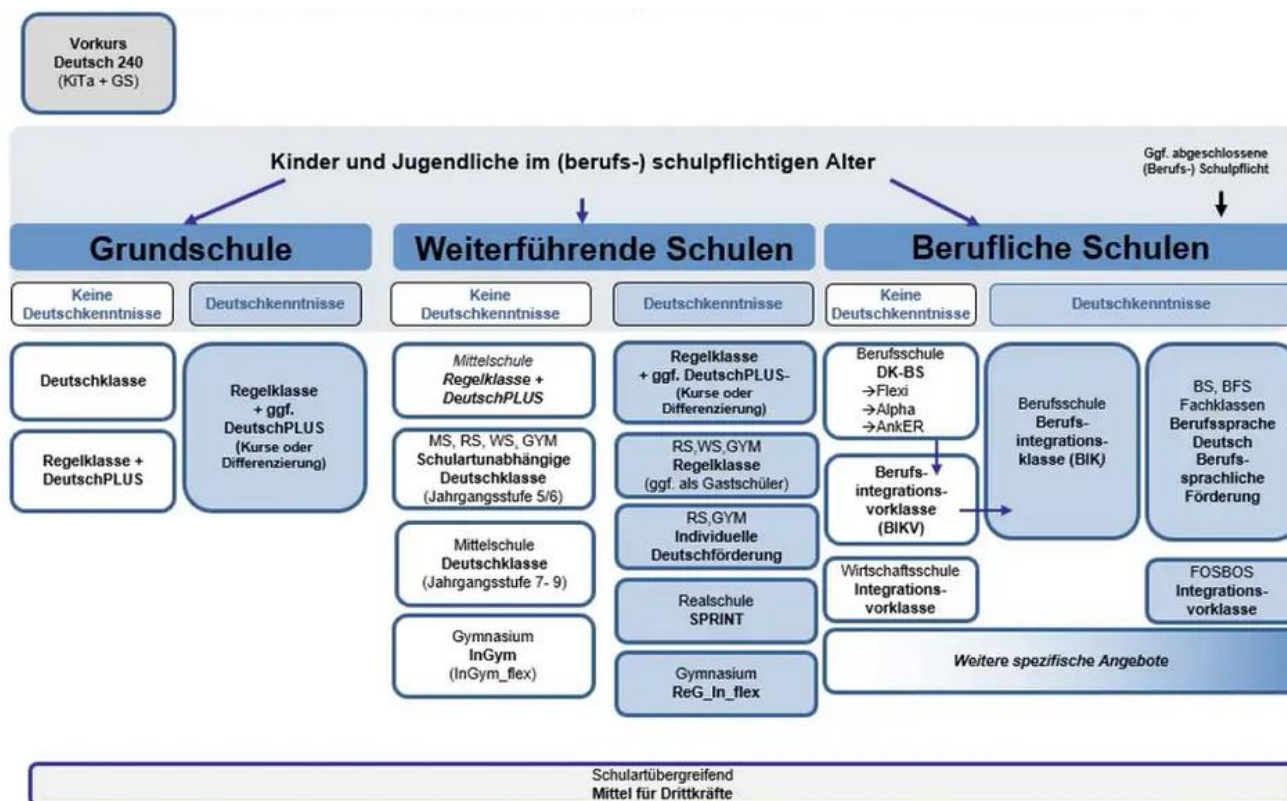 Vorkurs
Deutsch 240
(KiTa + GS)
Kinder und Jugendliche im (berufs-) schulpflichtigen Alter
Ggf. abgeschlossene
(Berufs-) Schulpflicht
Grundschule
Weiterführende Schulen
Berufliche Schulen
Keine
Deutschkenntnisse
Deutschkenntnisse
Keine
Deutschkenntnisse
Deutschkenntnisse
Keine
Deutschkenntnisse
Deutschkenntnisse
Deutschklasse
Regelklasse +
DeutschPLUS
Regelklasse
+ ggf.
DeutschPLUS
(Kurse oder
Differenzierung)
Mittelschule
Regelklasse +
DeutschPLUS
MS, RS, WS, GYM
Schulartunabhängige
Deutschklasse
(Jahrgangsstufe 5/6)
Mittelschule
Deutschklasse
(Jahrgangsstufe 7- 9)
Gymnasium
InGym
(InGym_flex)
Regelklasse
+ ggf. DeutschPLUS-
(Kurse oder
Differenzierung)
RS,WS,GYM
Regelklasse
(ggf. als Gastschüler)
RS,GYM
Individuelle
Deutschförderung
Realschule
SPRINT
Gymnasium
ReG_In_flex
Berufsschule
DK-BS
→Flexi
→Alpha
→AnkER
Berufs-
integrations-
vorklasse
(BIKV)
Wirtschaftsschule
Integrations-
vorklasse
Berufsschule
Berufs-
integrations-
klasse (BIK)
BS, BFS
Fachklassen
Berufssprache
Deutsch
Berufs-
sprachliche
Förderung
FOSBOS
Integrations-
vorklasse
Weitere spezifische Angebote
Schulartübergreifend
Mittel für Drittkräfte